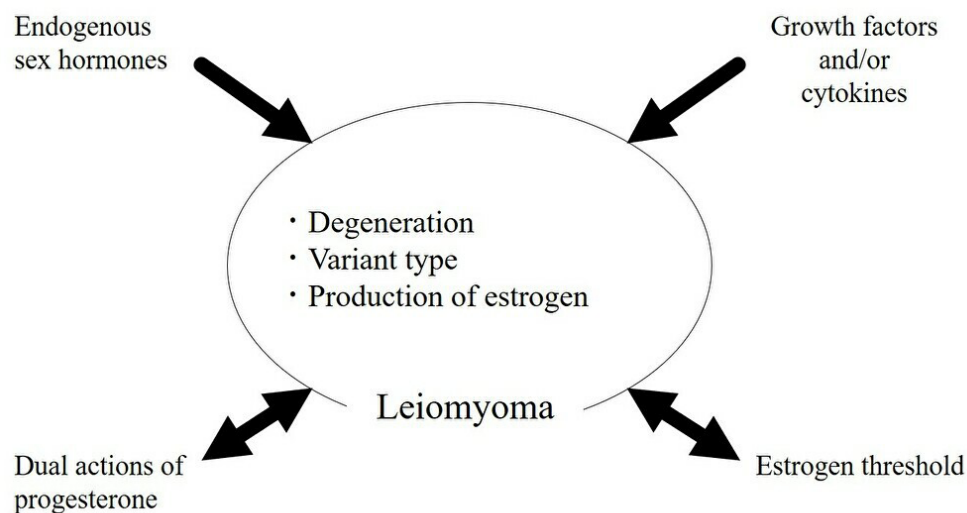 Endogenous
sex hormones
Growth factors
and/or
cytokines
・Degeneration
・Variant type
・Production of estrogen
Leiomyoma
Dual actions of
progesterone
Estrogen threshold